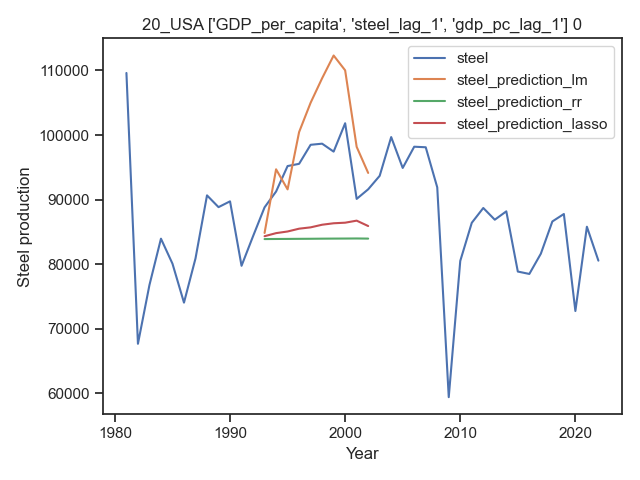 20_USA ['GDP_per_capita', 'steel_lag_1', 'gdp_pc_lag_1'] 0
steel
steel_prediction_lm
steel_prediction_rr
steel_prediction_lasso
Steel production
110000
100000
90000
80000
70000
60000
1980
1990
2000
2010
2020
Year